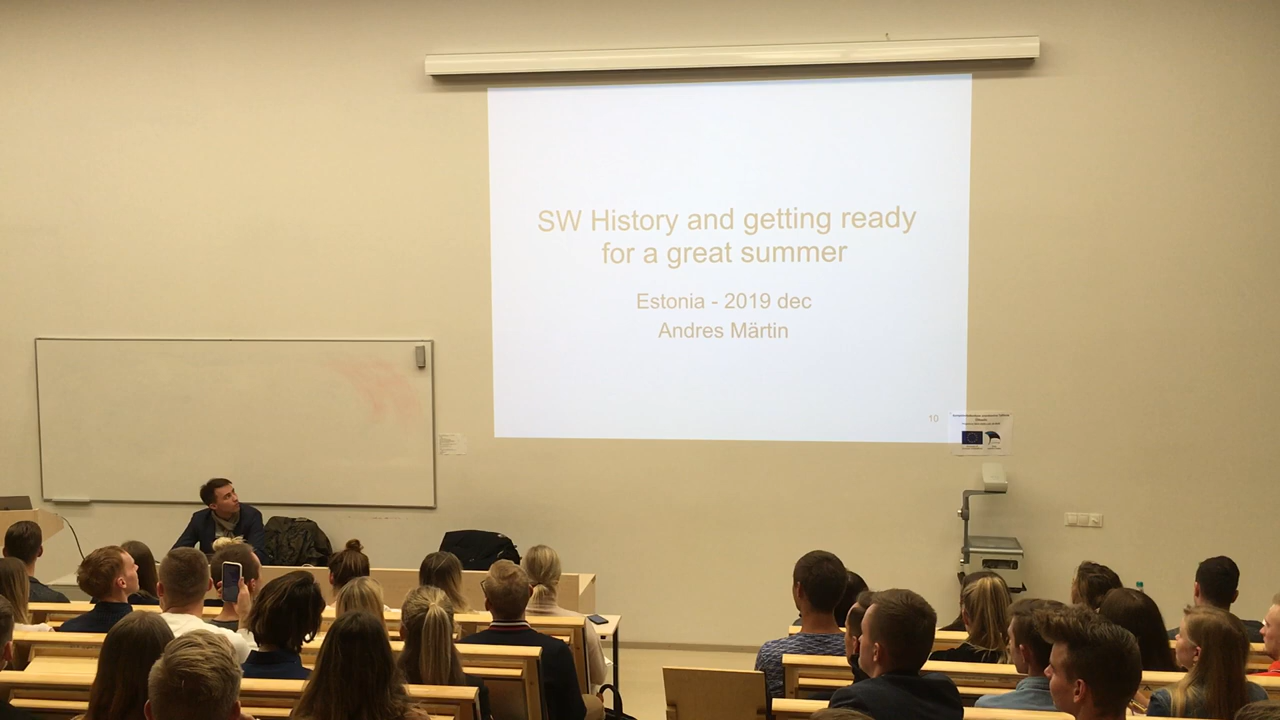 SW History and getting ready
for a great summer
Estonia - 2019 dec
Andres Märtin
10